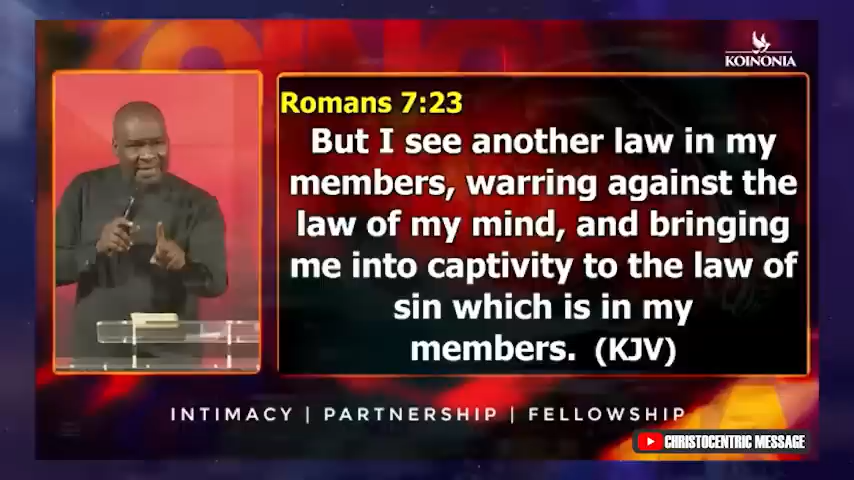 KOINONIA
Romans 7:23
But I see another law in my
members, warring against the
law of my mind, and bringing
me into captivity to the law of
sin which is in my
members. (KJV)
INTIMACY | PARTNERSHIP | FELLOWSHIP
CHRISTOCENTRIC MESSAGE